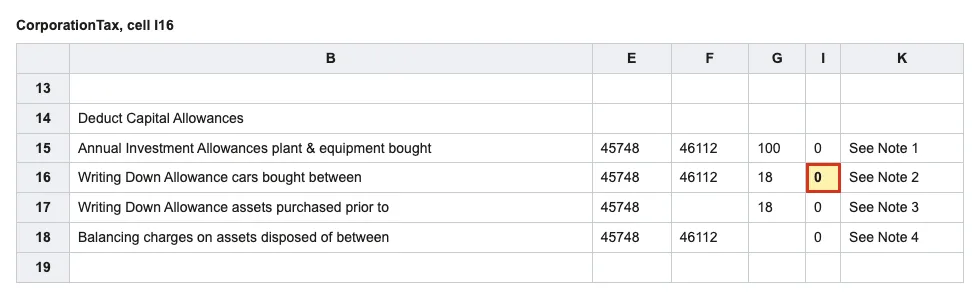 CorporationTax, cell I16
B E F G I K
13
14 Deduct Capital Allowances
15 Annual Investment Allowances plant & equipment bought 45748 46112 100 0 See Note 1
16 Writing Down Allowance cars bought between 45748 46112 18 0 See Note 2
17 Writing Down Allowance assets purchased prior to 45748 18 0 See Note 3
18 Balancing charges on assets disposed of between 45748 46112 0 See Note 4
19